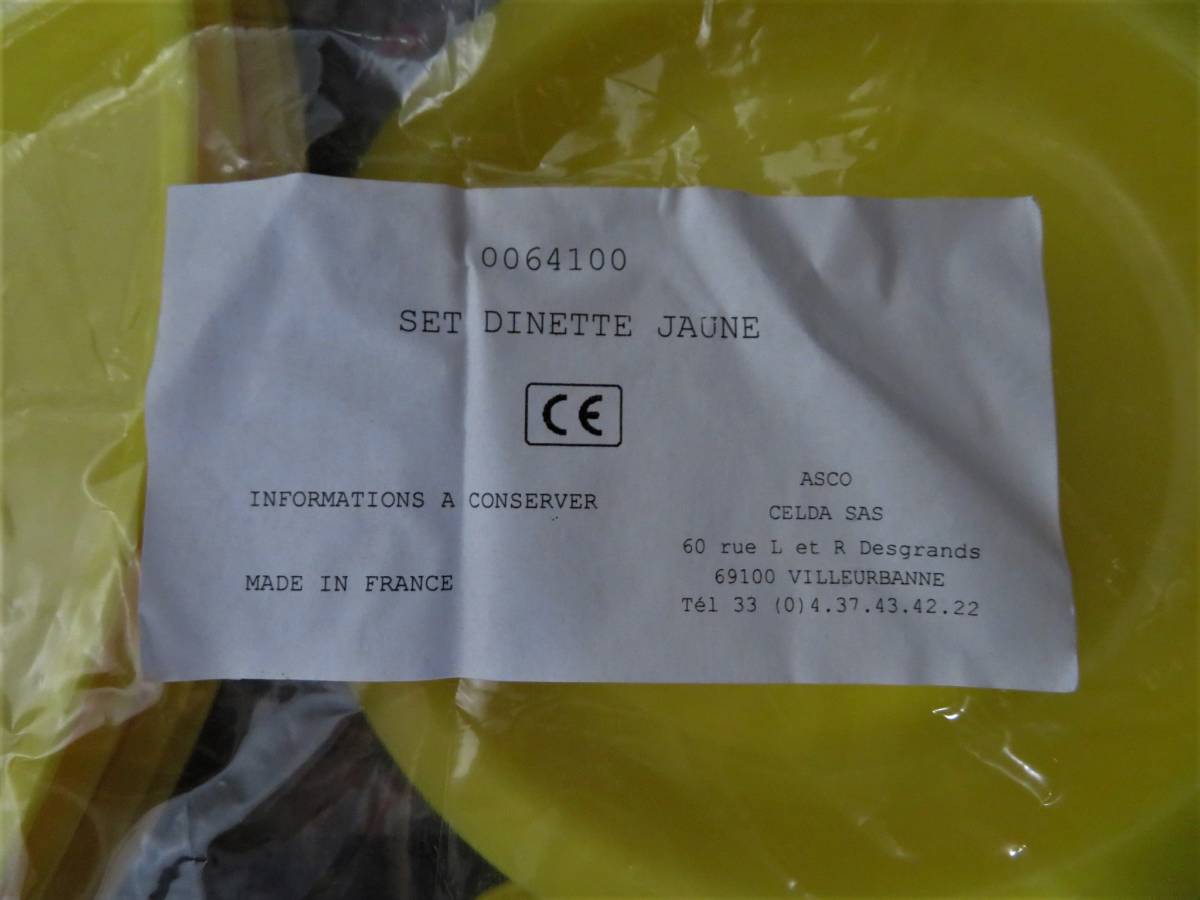 0064100
SET DINETTE JAUNE
CE
INFORMATIONS A CONSERVER
MADE IN FRANCE
ASCO
CELDA SAS
60 rue L et R Desgrands
69100 VILLEURBANNE
Tél 33 (0)4.37.43.42.22